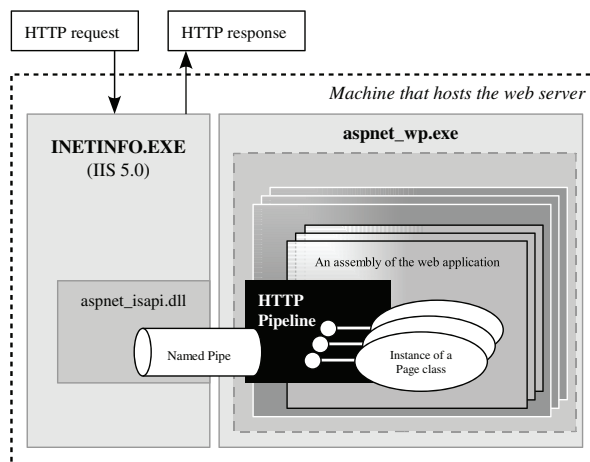 HTTP request
HTTP response
Machine that hosts the web server
INETINFO.EXE
(IIS 5.0)
aspnet_wp.exe
An assembly of the web application
aspnet_isapi.dll
HTTP
Pipeline
Named Pipe
Instance of a
Page class